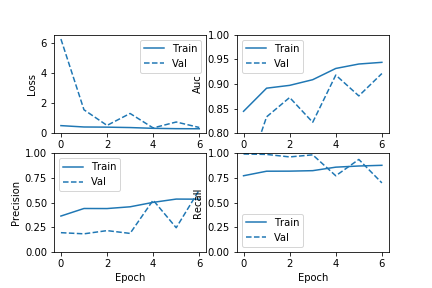 6
4
2
0
Loss
Train
Val
0 2 4 6
1.00
0.95
0.90
0.85
0.80
Auc
Train
Val
0 2 4 6
1.00
0.75
0.50
0.25
0.00
Precision
Train
Val
0 2 4 6
Epoch
1.00
0.75
0.50
0.25
0.00
Recall
Train
Val
0 2 4 6
Epoch